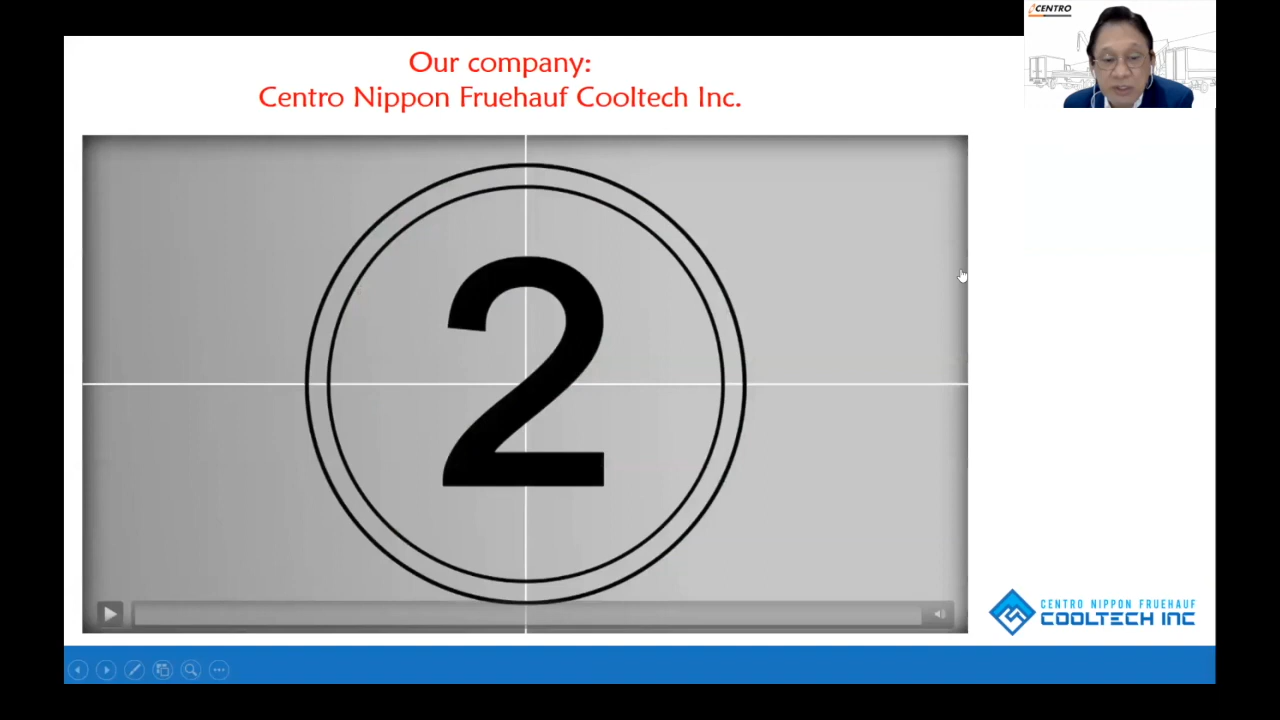 Our company:
Centro Nippon Fruehauf Cooltech Inc.
CENTRO
2
CENTRO NIPPON FRUEHAUF
COOLTECH INC